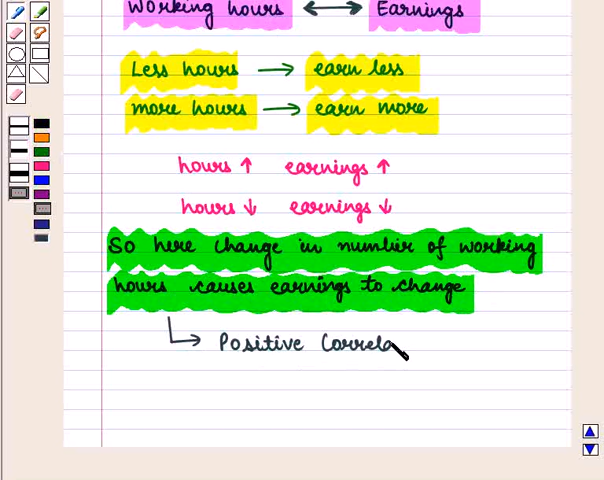 Working hours ↔ Earnings
Less hours → earn less
more hours → earn more
hours ↑ earnings ↑
hours ↓ earnings ↓
So here change in number of working
hours causes earnings to change
↳ Positive Correla